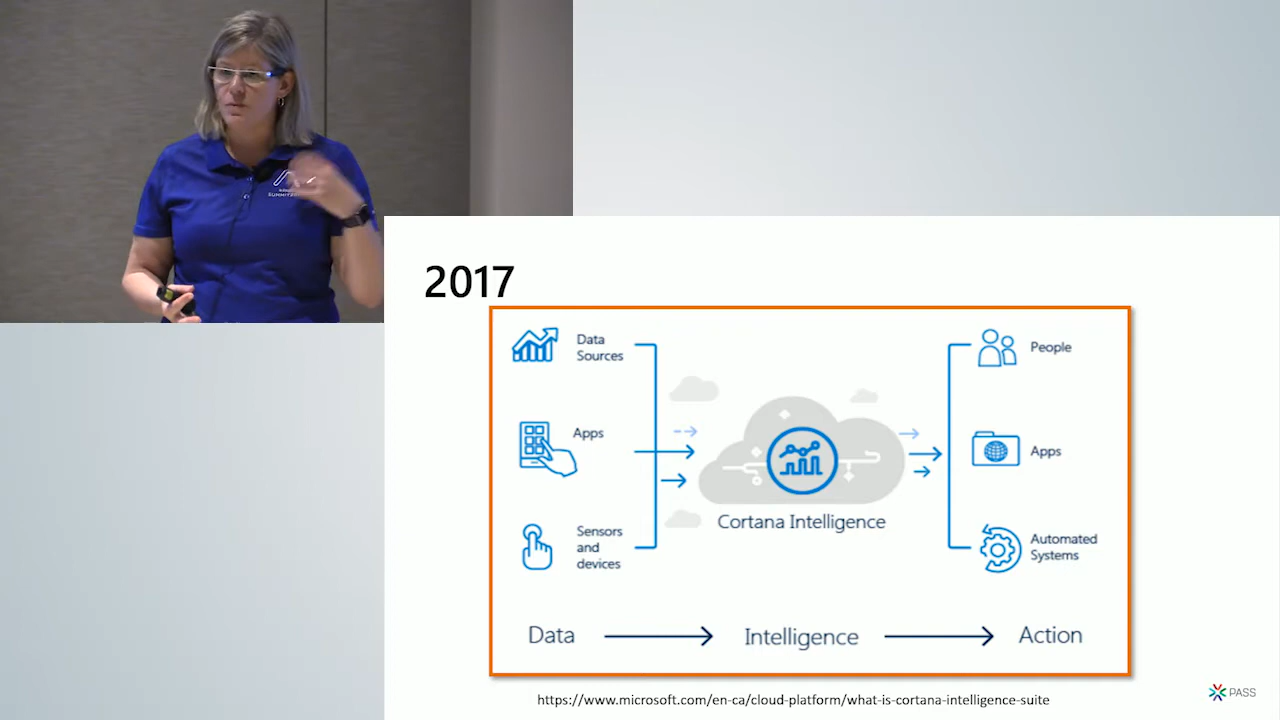 SUMMIT
2017
Data
Sources
People
Apps
Apps
Cortana Intelligence
Sensors
and
devices
Automated
Systems
Data
Intelligence
Action
https://www.microsoft.com/en-ca/cloud-platform/what-is-cortana-intelligence-suite
PASS